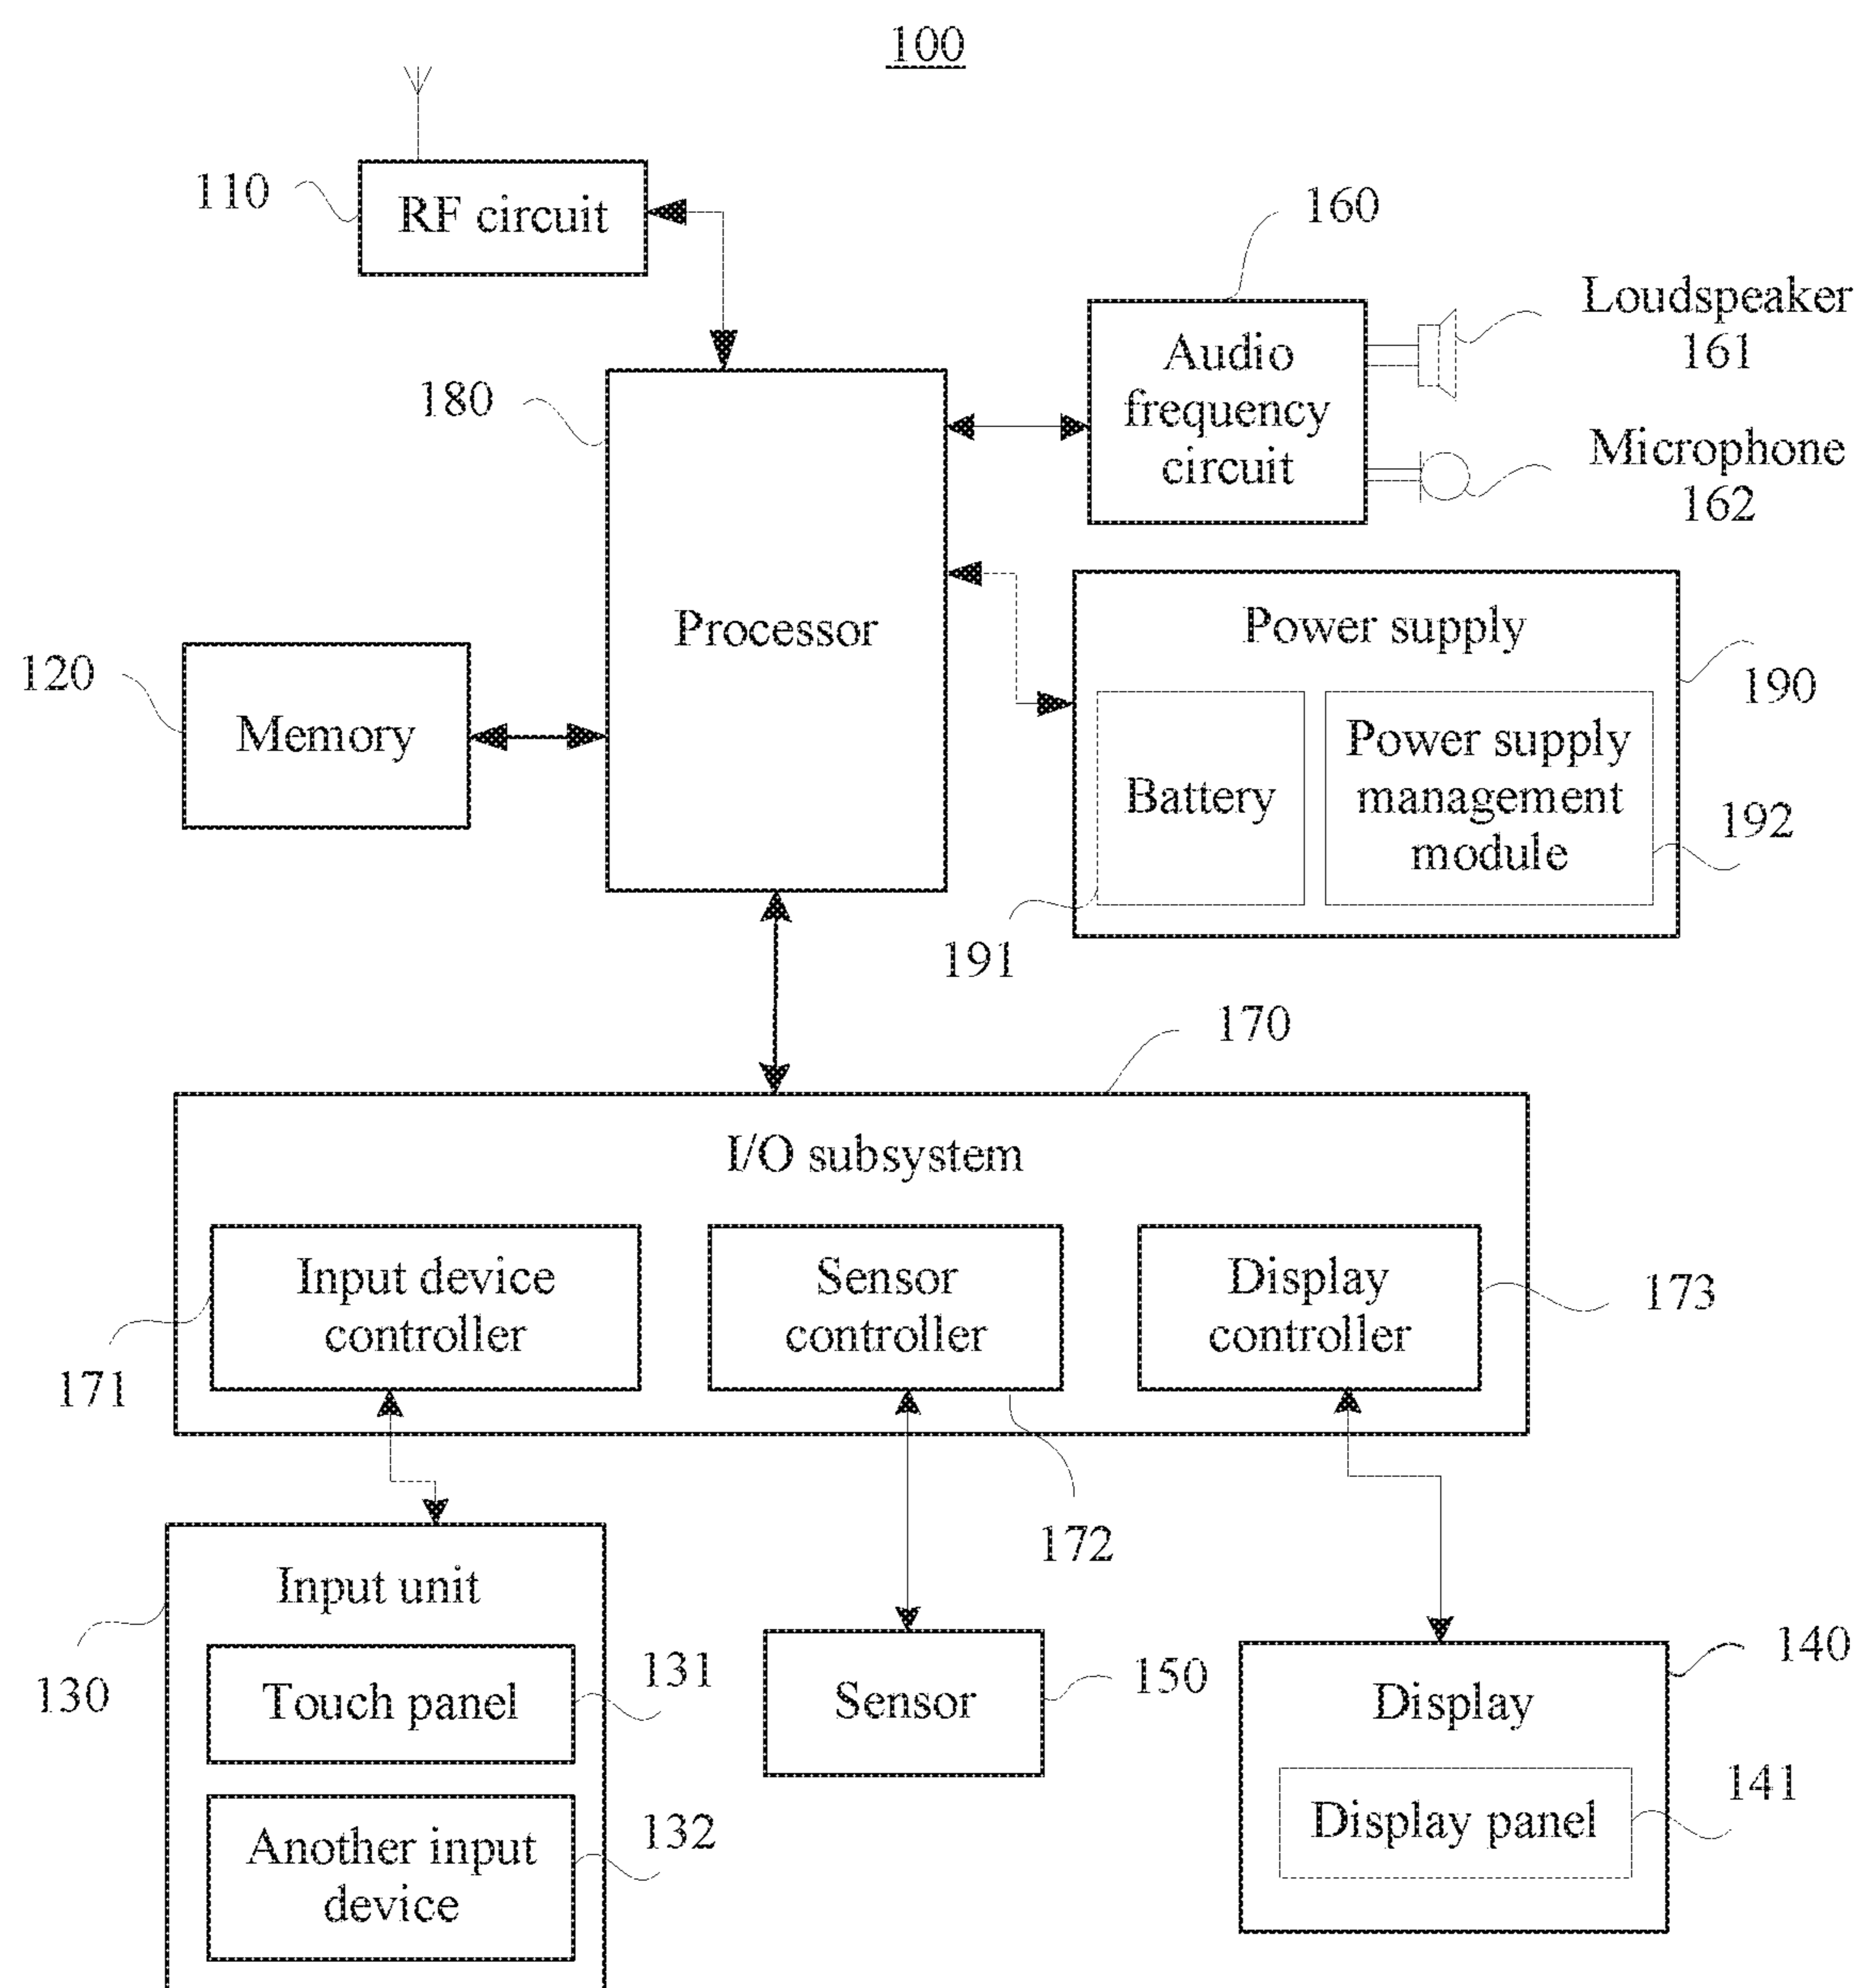 100
110
RF circuit
160
Audio
frequency
circuit
Loudspeaker
161
Microphone
162
180
Processor
120
Memory
Power supply
190
Battery
Power supply
management
module
192
191
170
I/O subsystem
Input device
controller
Sensor
controller
Display
controller
173
171
172
Input unit
130
Touch panel
131
Another input
device
132
Sensor
150
140
Display
Display panel
141